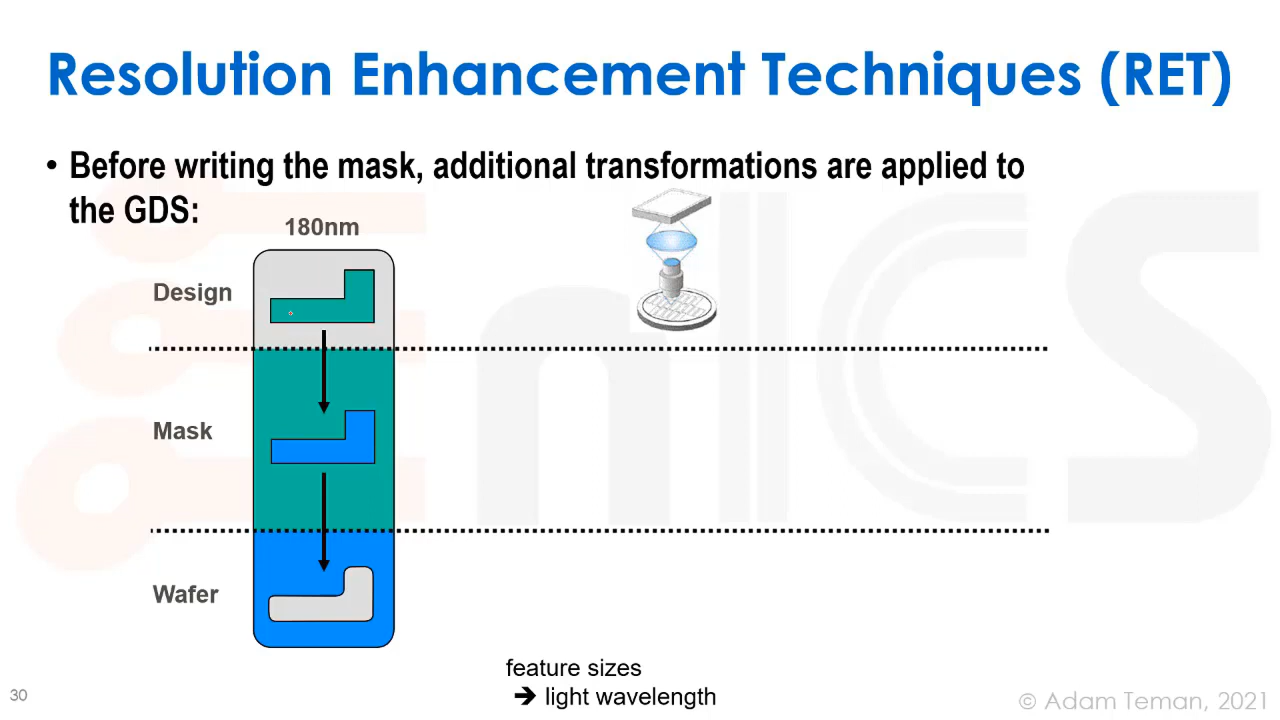 Resolution Enhancement Techniques (RET)
• Before writing the mask, additional transformations are applied to
the GDS:
180nm
Design
Mask
Wafer
feature sizes
➔ light wavelength
30
© Adam Teman, 2021
EnICS